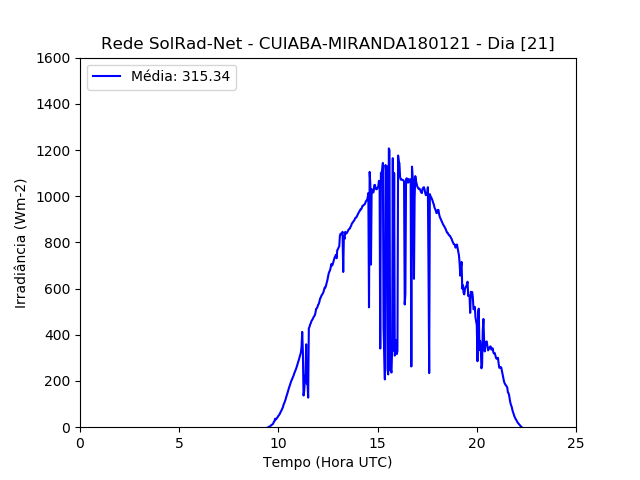 Rede SolRad-Net - CUIABA-MIRANDA180121 - Dia [21]
Média: 315.34
1600
1400
1200
1000
800
600
400
200
0
Irradiância (Wm-2)
0 5 10 15 20 25
Tempo (Hora UTC)